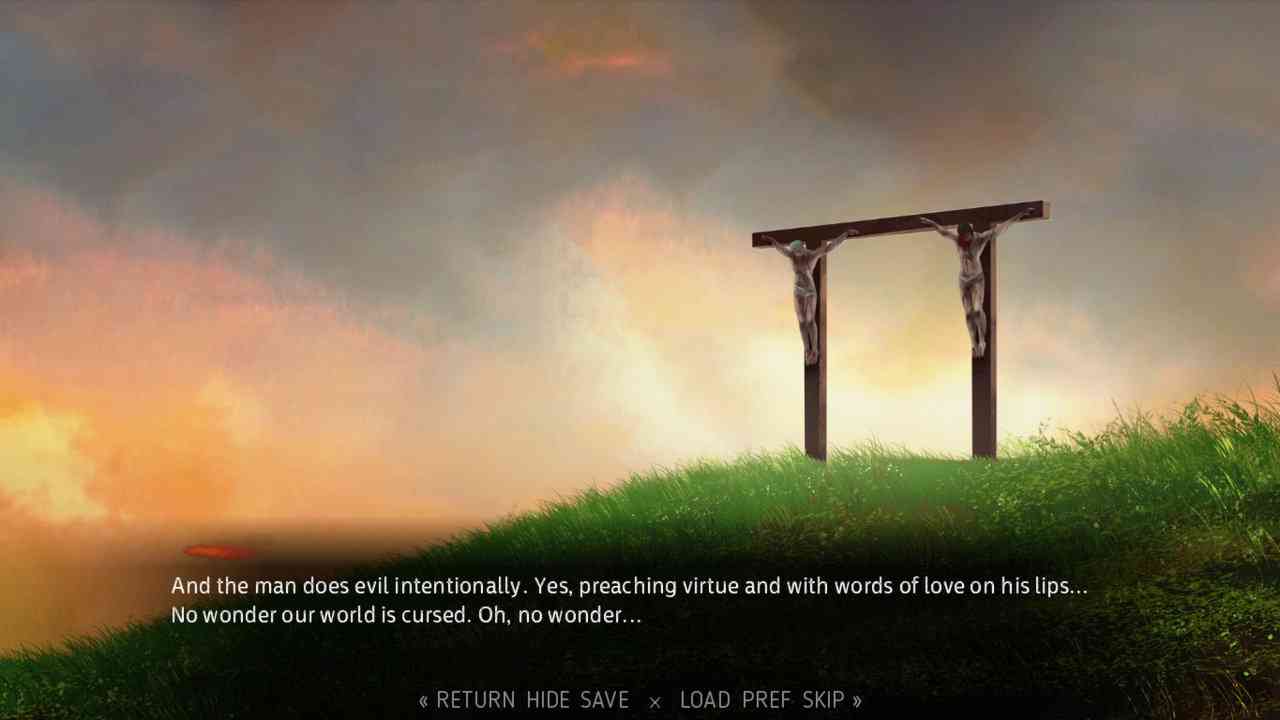 And the man does evil intentionally. Yes, preaching virtue and with words of love on his lips...
No wonder our world is cursed. Oh, no wonder...
« RETURN HIDE SAVE × LOAD PREF SKIP »